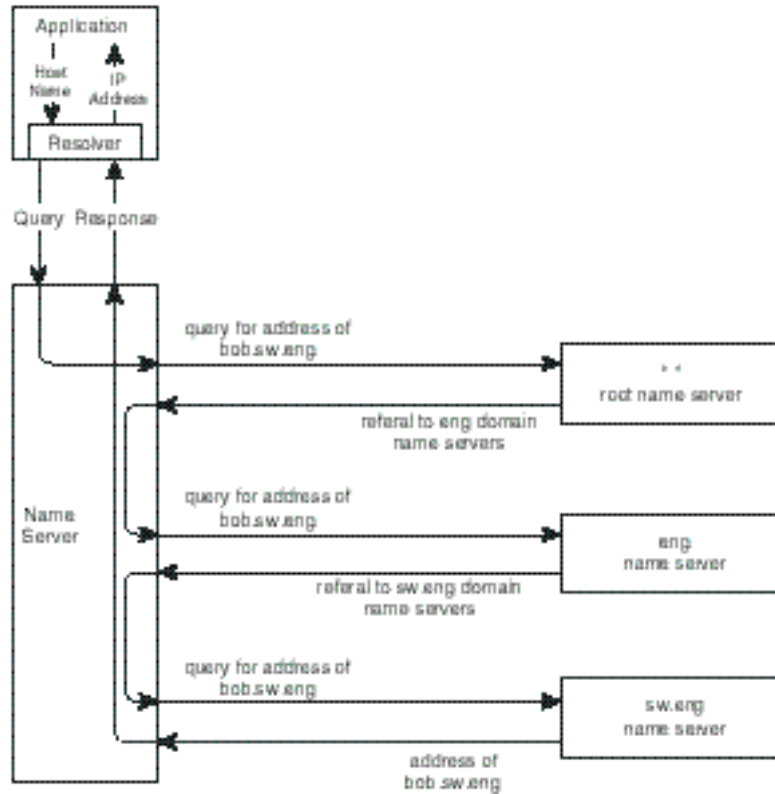 Application
Host
Name
IP
Address
Resolver
Query Response
query for address of
bob.sw.eng
root name server
referal to eng domain
name servers
query for address of
bob.sw.eng
Name
Server
eng
name server
referal to sw.eng domain
name servers
query for address of
bob.sw.eng
sw.eng
name server
address of
bob.sw.eng